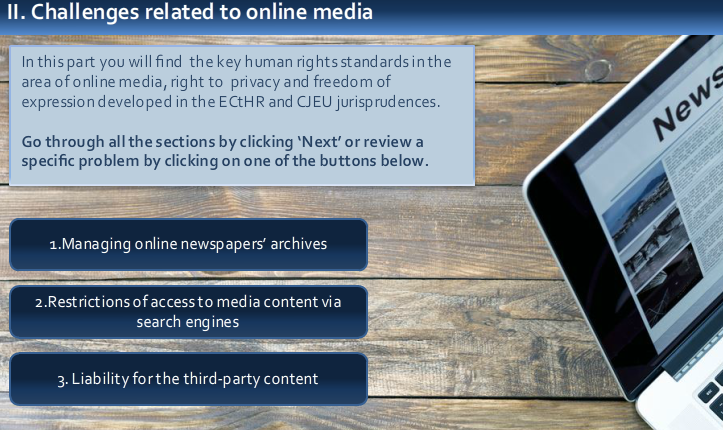 II. Challenges related to online media
In this part you will find the key human rights standards in the
area of online media, right to privacy and freedom of
expression developed in the ECtHR and CJEU jurisprudences.
Go through all the sections by clicking ‘Next’ or review a
specific problem by clicking on one of the buttons below.
News
1.Managing online newspapers’ archives
2.Restrictions of access to media content via
search engines
3. Liability for the third-party content